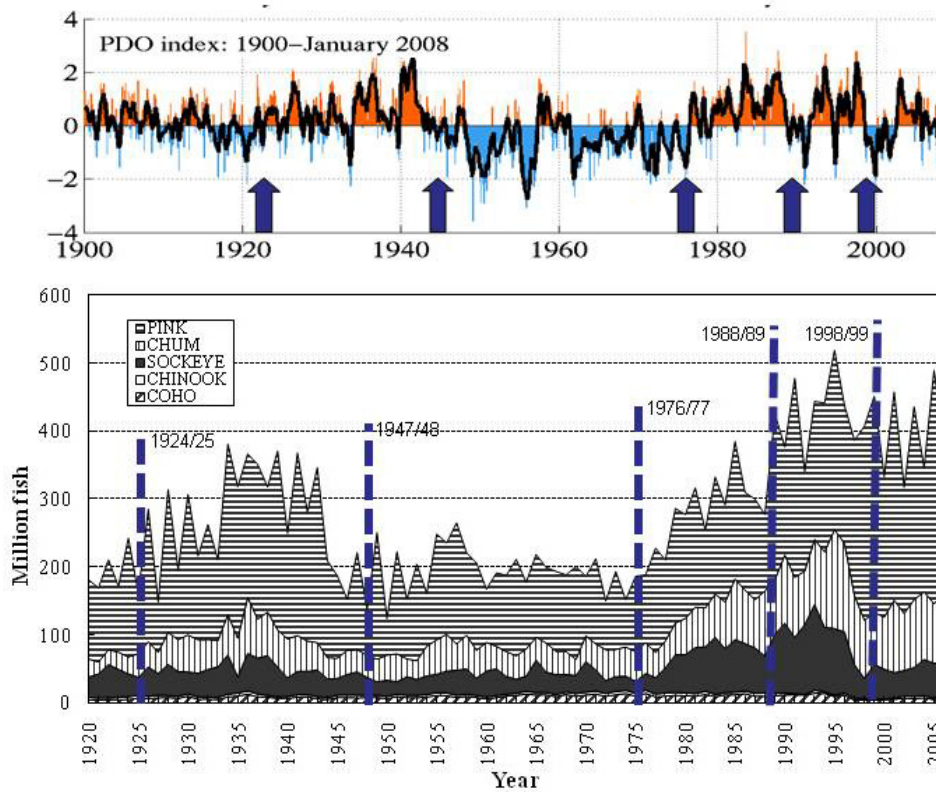 4
PDO index: 1900-January 2008
2
0
-2
-4
1900 1920 1940 1960 1980 2000
600
PINK
CHUM
SOCKEYE
CHINOOK
COHO
1988/89 1998/99
500
1976/77
400
1924/25 1947/48
300
200
100
0
Million fish
1920 1925 1930 1935 1940 1945 1950 1955 1960 1965 1970 1975 1980 1985 1990 1995 2000 2005
Year